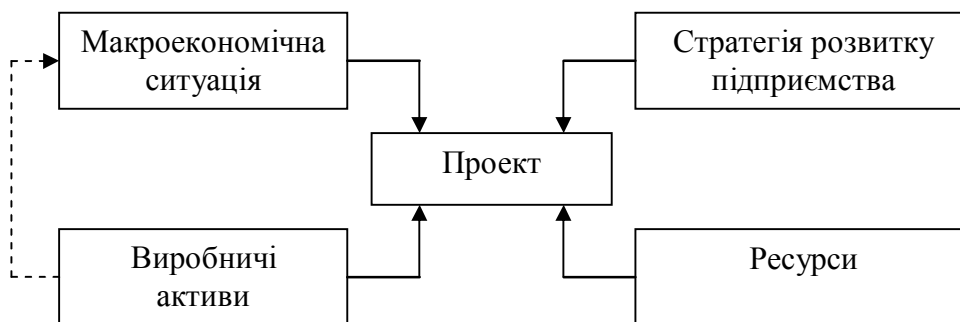 Макроекономічна
ситуація
Стратегія розвитку
підприємства
Проект
Виробничі
активи
Ресурси